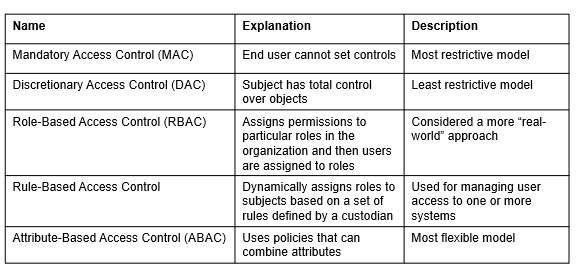 Name Explanation Description
Mandatory Access Control (MAC) End user cannot set controls Most restrictive model
Discretionary Access Control (DAC) Subject has total control Least restrictive model
over objects
Role-Based Access Control (RBAC) Assigns permissions to Considered a more “real-
particular roles in the world” approach
organization and then users
are assigned to roles
Rule-Based Access Control Dynamically assigns roles to Used for managing user
subjects based on a set of access to one or more
rules defined by a custodian systems
Attribute-Based Access Control (ABAC) Uses policies that can Most flexible model
combine attributes